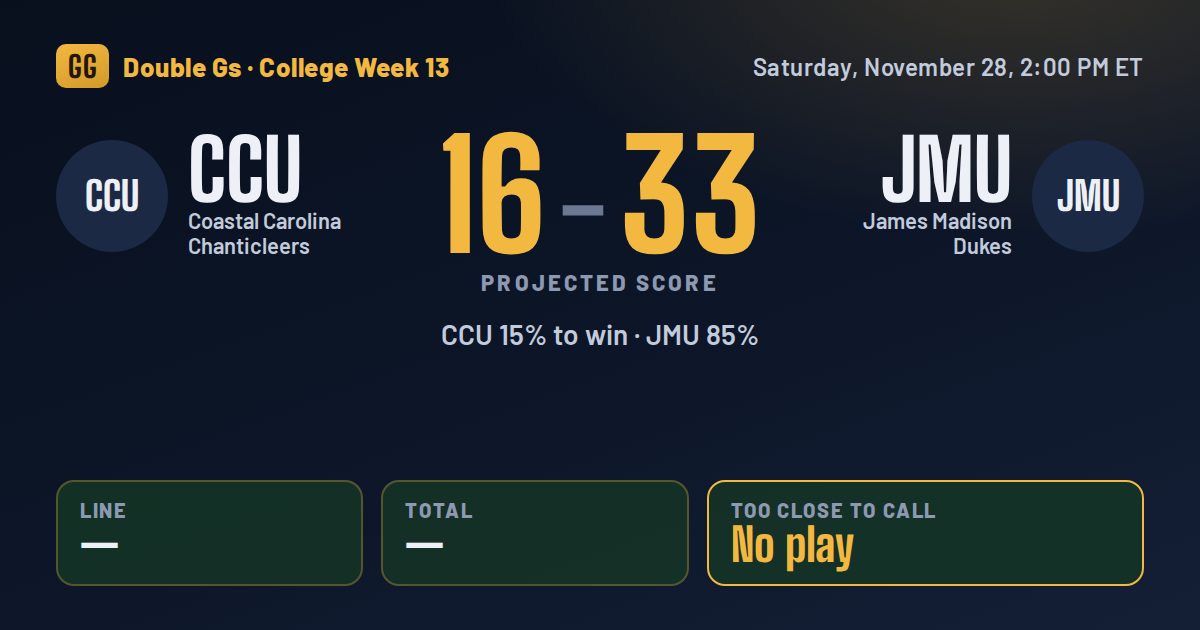 GG
Double Gs · College Week 13
Saturday, November 28, 2:00 PM ET
CCU
CCU
Coastal Carolina
Chanticleers
16 – 33
PROJECTED SCORE
CCU 15% to win · JMU 85%
JMU
James Madison
Dukes
JMU
LINE
—
TOTAL
—
TOO CLOSE TO CALL
No play